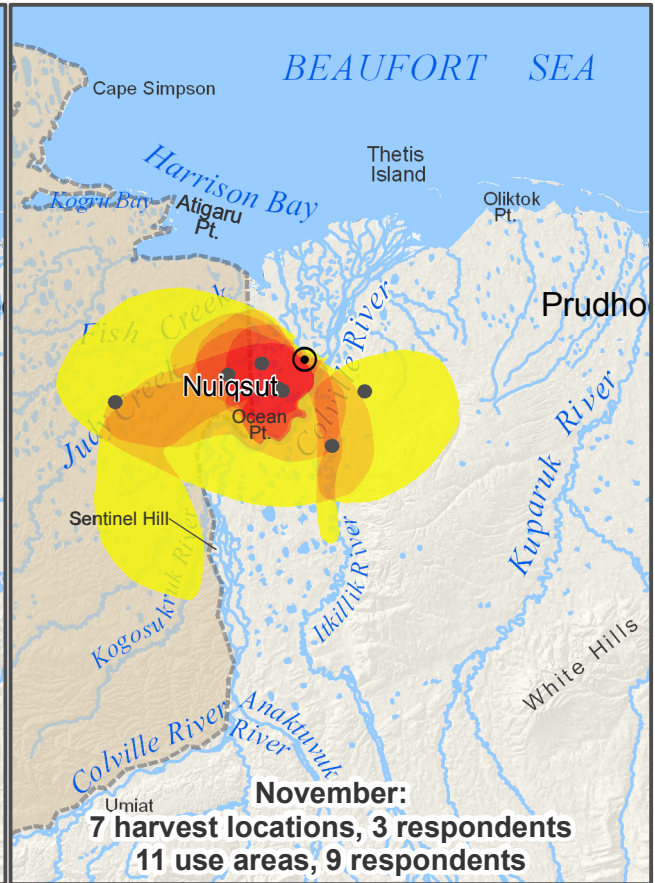 BEAUFORT SEA
Cape Simpson
Harrison Bay
Thetis
Island
Kogru Bay
Atigaru
Pt.
Oliktok
Pt.
Prudho
Fish Creek
Colville River
Judy Creek
Nuiqsut
Ocean
Pt.
Kuparuk River
Sentinel Hill
Kogosukruk River
Itkillik River
White Hills
Colville River
Anaktuvuk
River
Umiat
November:
7 harvest locations, 3 respondents
11 use areas, 9 respondents